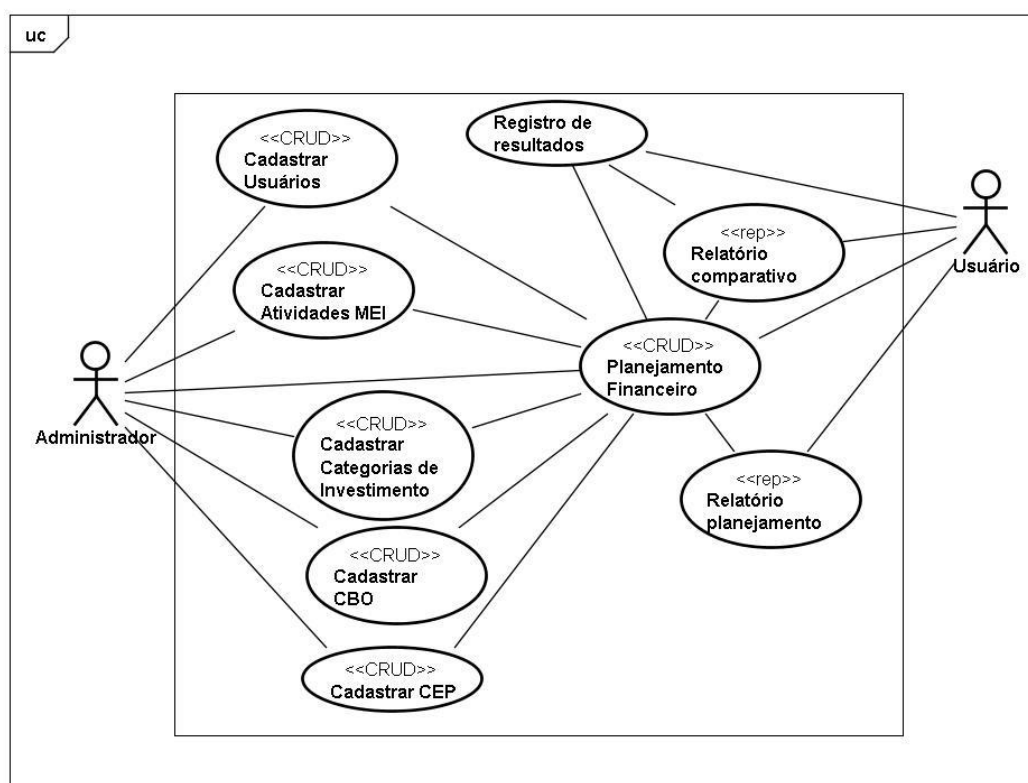 uc
<<CRUD>>
Cadastrar
Usuários
Registro de
resultados
<<rep>>
Relatório
comparativo
Usuário
<<CRUD>>
Cadastrar
Atividades MEI
<<CRUD>>
Planejamento
Financeiro
Administrador
<<CRUD>>
Cadastrar
Categorias de
Investimento
<<rep>>
Relatório
planejamento
<<CRUD>>
Cadastrar
CBO
<<CRUD>>
Cadastrar CEP